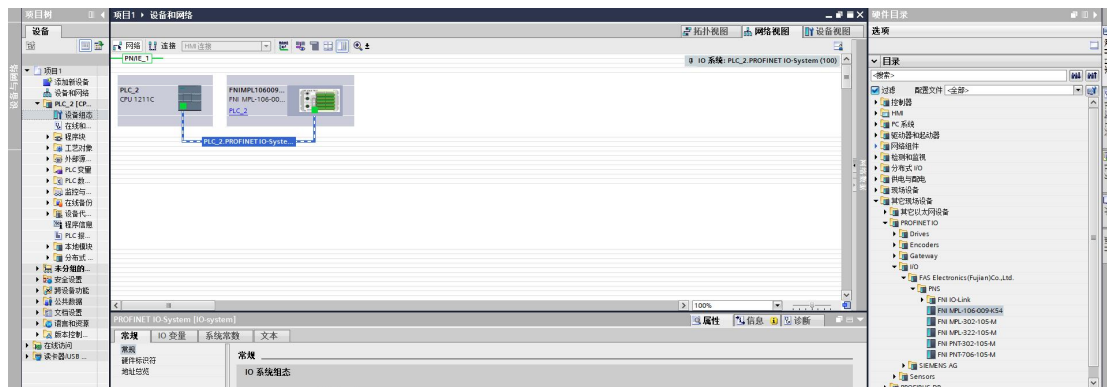 项目树
项目1 ▸ 设备和网络
硬件目录
设备
拓扑视图
网络视图
设备视图
选项
网络
连接
HMI连接
PN/IE_1
IO 系统: PLC_2.PROFINET IO-System (100)
项目1
添加新设备
设备和网络
PLC_2 [CP...
设备组态
在线和...
程序块
工艺对象
外部源...
PLC 变量
PLC 数...
监控与...
在线备份
设备代...
程序信息
PLC 报...
本地模块
分布式...
未分组的...
安全设置
跨设备功能
公共数据
文档设置
语言和资源
版本控制...
在线访问
读卡器/USB ...
PLC_2
CPU 1211C
FNIMPL106009...
FNI MPL-106-00...
PLC_2
PLC_2.PROFINET IO-Syste...
100%
PROFINET IO-System [IO-system]
属性
信息
诊断
常规
IO 变量
系统常数
文本
常规
硬件标识符
地址总览
常规
IO 系统组态
目录
<搜索>
过滤
配置文件
<全部>
控制器
HMI
PC 系统
驱动器和起动器
网络组件
检测和监视
分布式 I/O
供电与配电
现场设备
其它现场设备
其它以太网设备
PROFINET IO
Drives
Encoders
Gateway
I/O
FAS Electronics(Fujian)Co.,Ltd.
PNS
FNI IO-Link
FNI MPL-106-009-K54
FNI MPL-302-105-M
FNI MPL-322-105-M
FNI PNT-302-105-M
FNI PNT-706-105-M
SIEMENS AG
Sensors